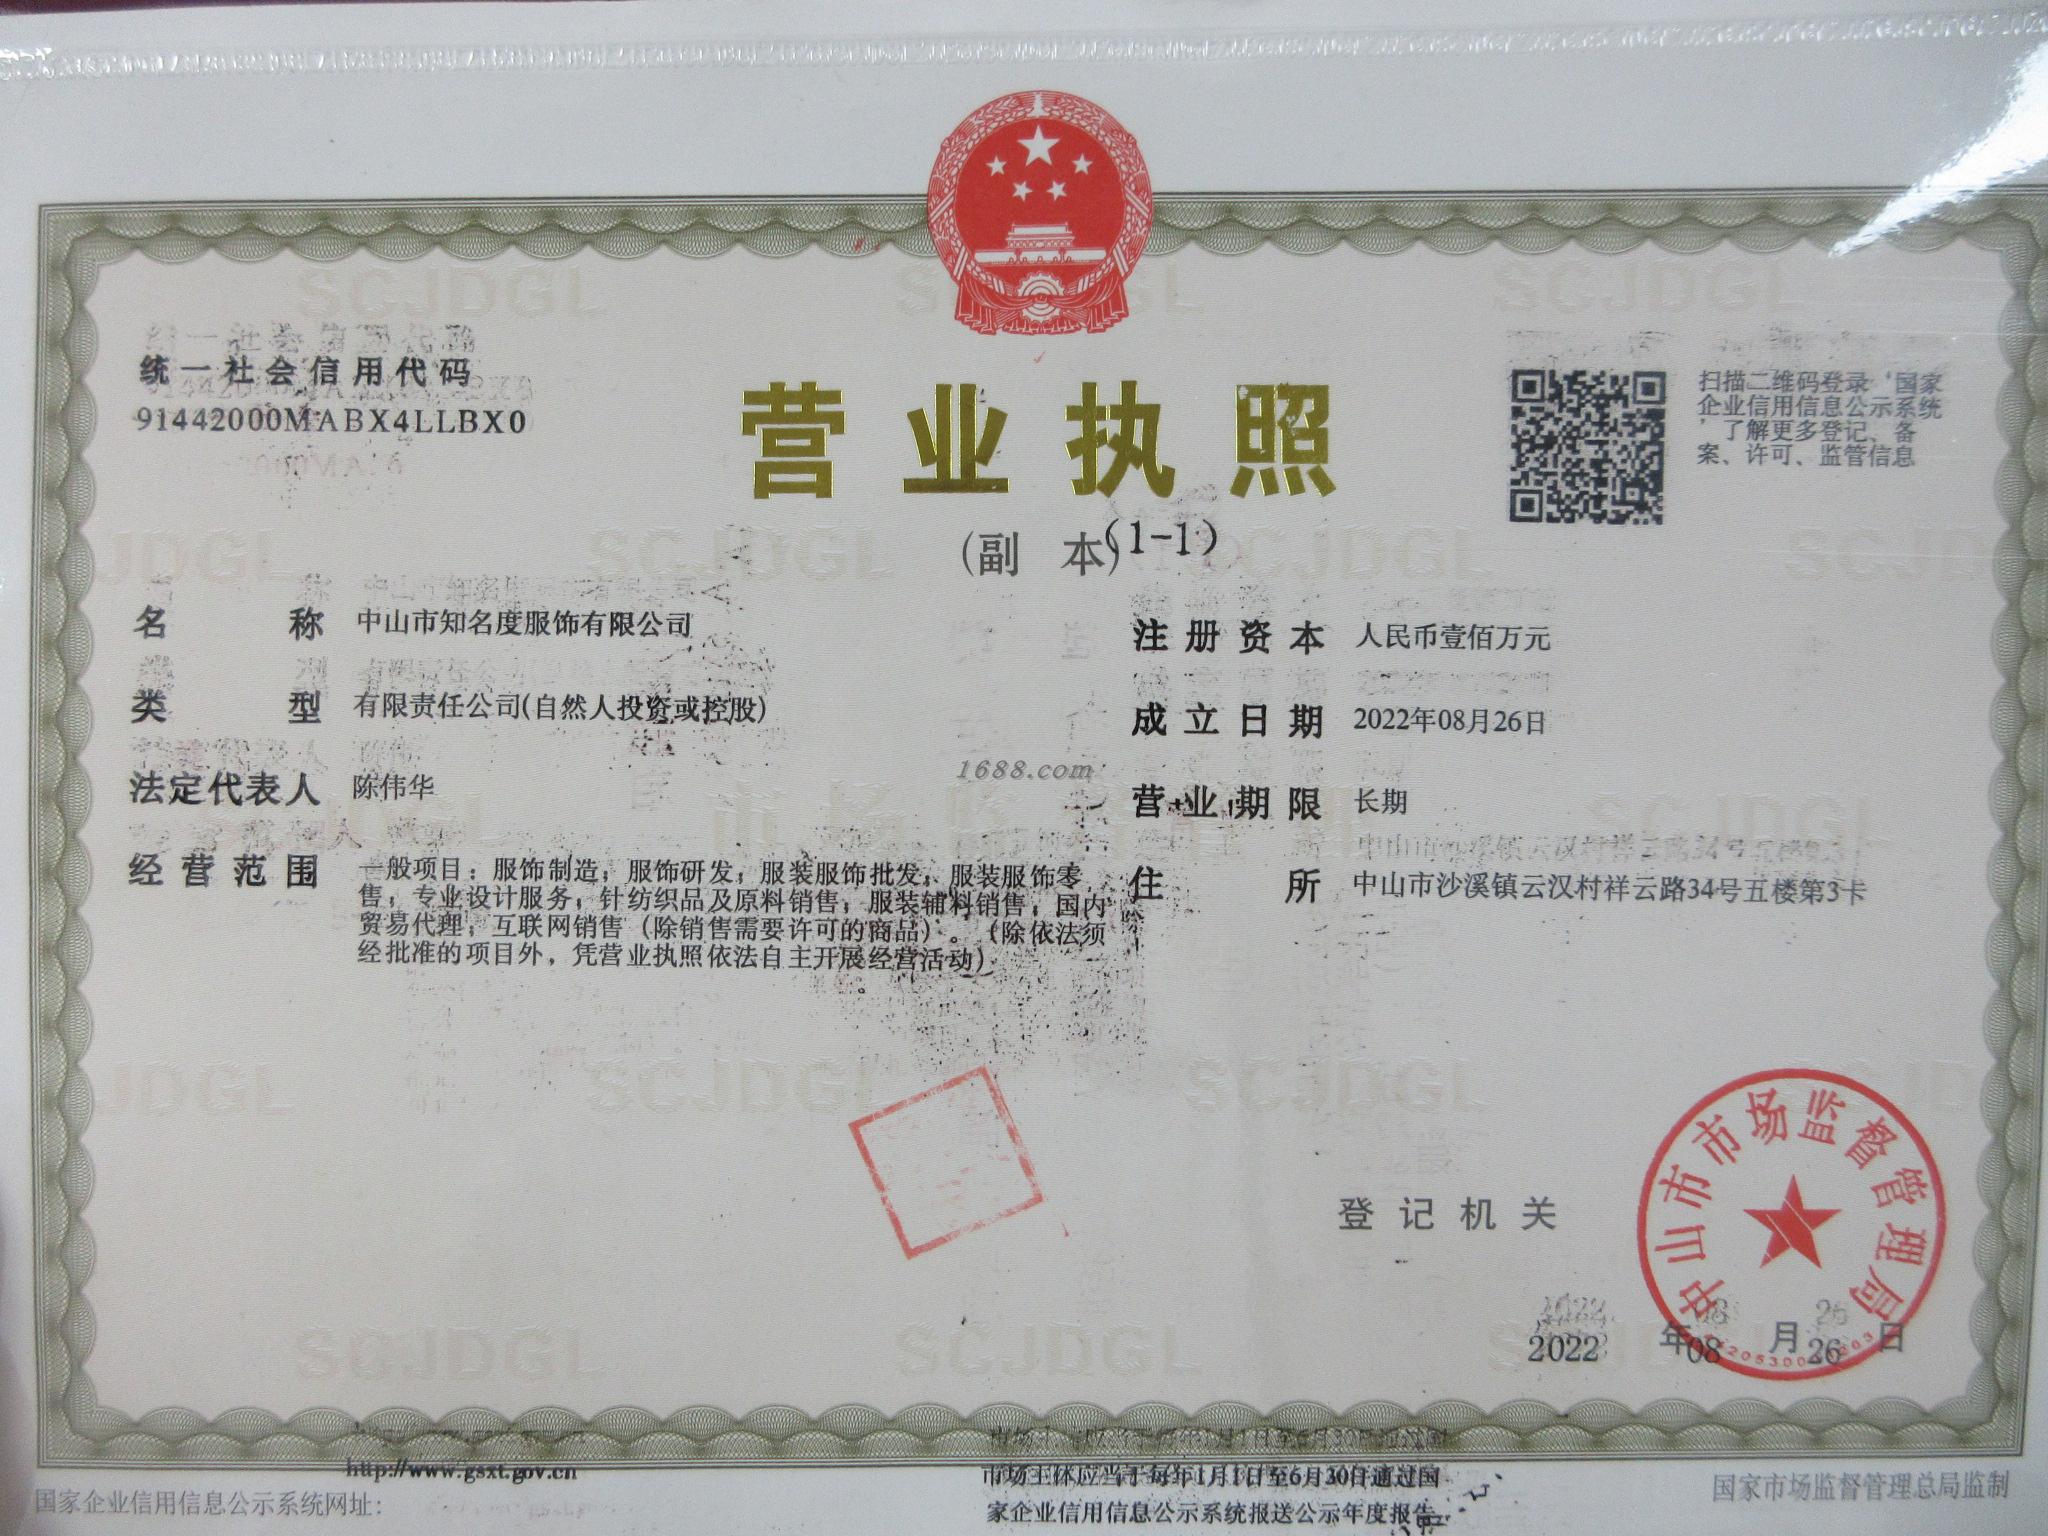 统一社会信用代码
91442000MABX4LLBX0
营业执照
(副 本)(1-1)
扫描二维码登录‘国家
企业信用信息公示系统
’了解更多登记、备
案、许可、监管信息
名 称 中山市知名度服饰有限公司
类 型 有限责任公司(自然人投资或控股)
法定代表人 陈伟华
经营范围 一般项目：服饰制造；服饰研发；服装服饰批发；服装服饰零
售；专业设计服务；针纺织品及原料销售；服装辅料销售；国内
贸易代理；互联网销售（除销售需要许可的商品）。（除依法须
经批准的项目外，凭营业执照依法自主开展经营活动）
注册资本 人民币壹佰万元
成立日期 2022年08月26日
营业期限 长期
住 所 中山市沙溪镇云汉村祥云路34号五楼第3卡
1688.com
登记机关
中山市市场监督管理局
2022 年08 月26 日
http://www.gsxt.gov.cn
国家企业信用信息公示系统网址：
市场主体应当于每年1月1日至6月30日通过国
家企业信用信息公示系统报送公示年度报告
国家市场监督管理总局监制
SCJDGL